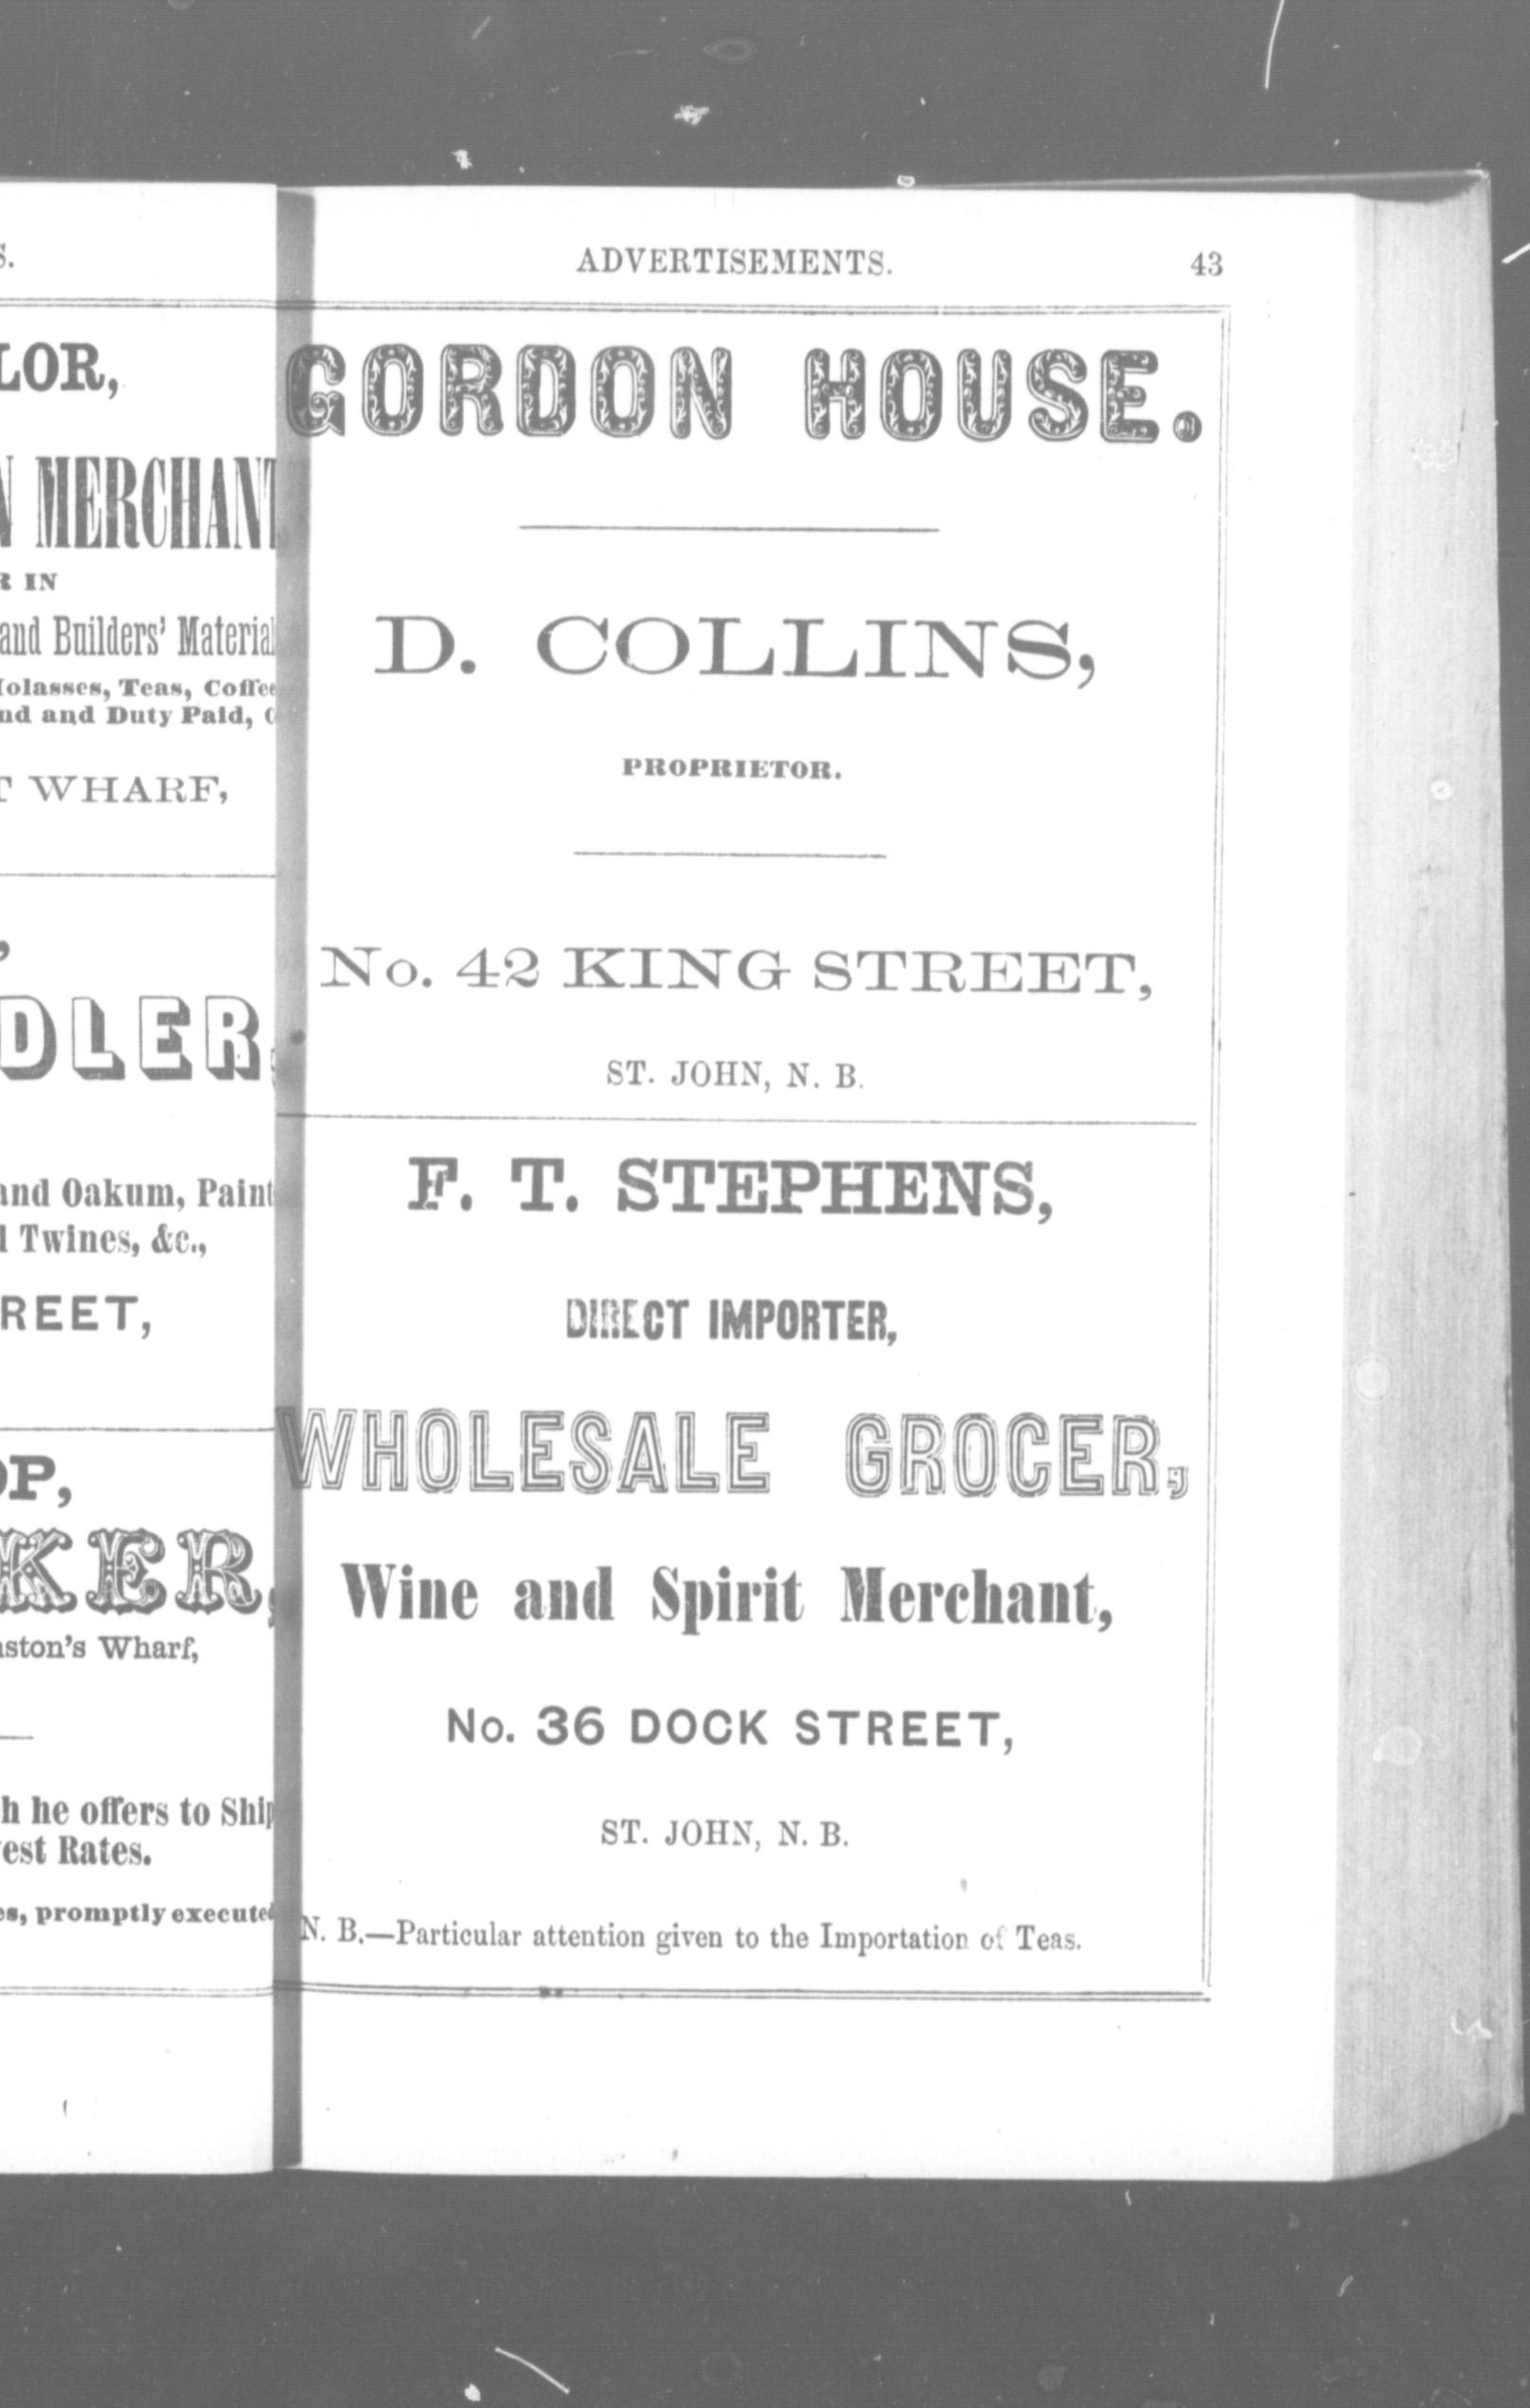 S.
LOR,
MERCHANT
R IN
and Builders' Material
Molasses, Teas, Coffee
and Duty Paid,
T WHARF,
DLER,
and Oakum, Paint
Twines, &c.,
REET,
OP,
KER,
aston's Wharf,
h he offers to Ship
est Rates.
es, promptly executed
ADVERTISEMENTS. 43
GORDON HOUSE.
D. COLLINS,
PROPRIETOR.
No. 42 KING STREET,
ST. JOHN, N. B.
F. T. STEPHENS,
DIRECT IMPORTER,
WHOLESALE GROCER,
Wine and Spirit Merchant,
No. 36 DOCK STREET,
ST. JOHN, N. B.
N. B.—Particular attention given to the Importation of Teas.